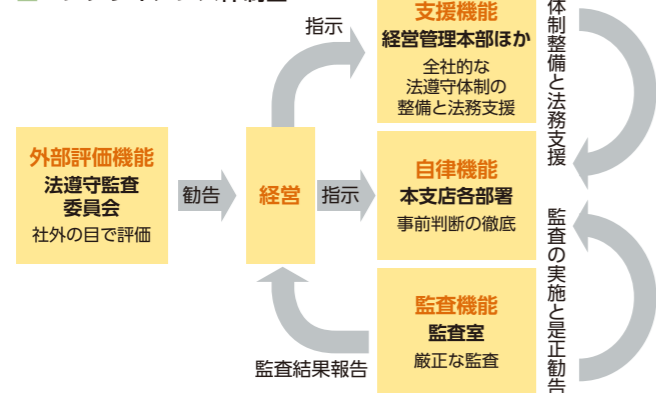 指示
支援機能
経営管理本部ほか
全社的な
法遵守体制の
整備と法務支援
体制整備と法務支援
外部評価機能
法遵守監査
委員会
社外の目で評価
勧告
経営
指示
自律機能
本支店各部署
事前判断の徹底
監査の実施と是正勧告
監査機能
監査室
厳正な監査
監査結果報告